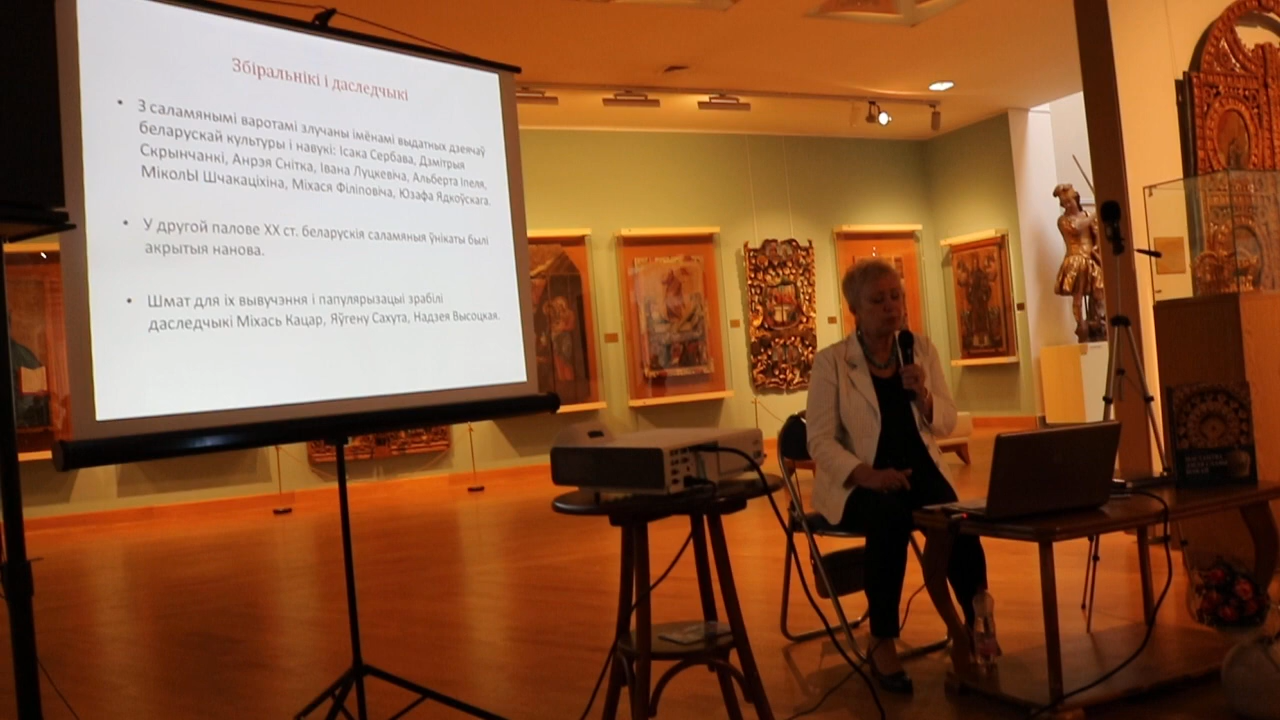 Збіральнікі і даследчыкі
• З саламянымі варотамі злучаны імёнамі выдатных дзеячаў
беларускай культуры і навукі: Ісака Сербава, Дзмітрыя
Скрынчанкі, Анрэя Снітка, Івана Луцкевіча, Альберта Іпеля,
МіколЫ Шчакаціхіна, Міхася Філіповіча, Юзафа Ядкоўскага.
• У другой палове ХХ ст. беларускія саламяныя ўнікаты былі
акрытыя нанова.
• Шмат для іх вывучэння і папулярызацыі зрабілі
даследчыкі Міхась Кацар, Яўгену Сахута, Надзея Высоцкая.